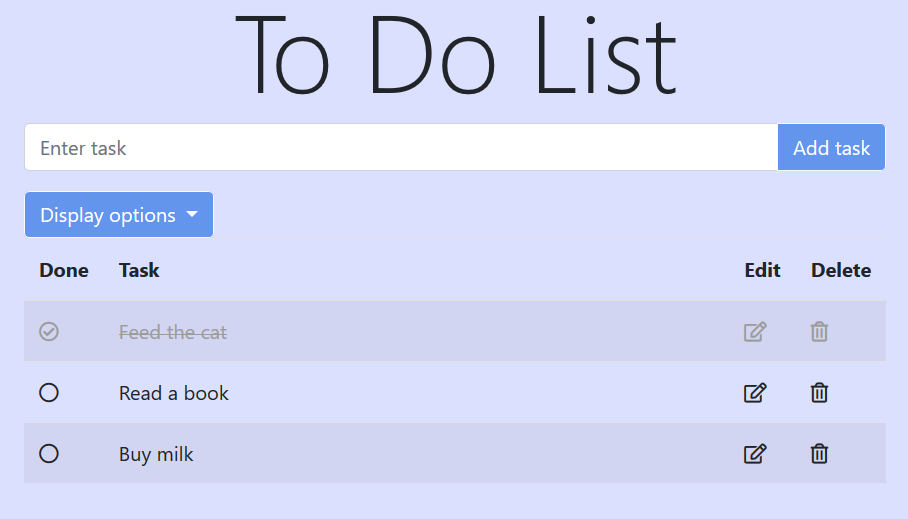 To Do List
Enter task Add task
Display options
Done Task Edit Delete
Feed the cat
Read a book
Buy milk